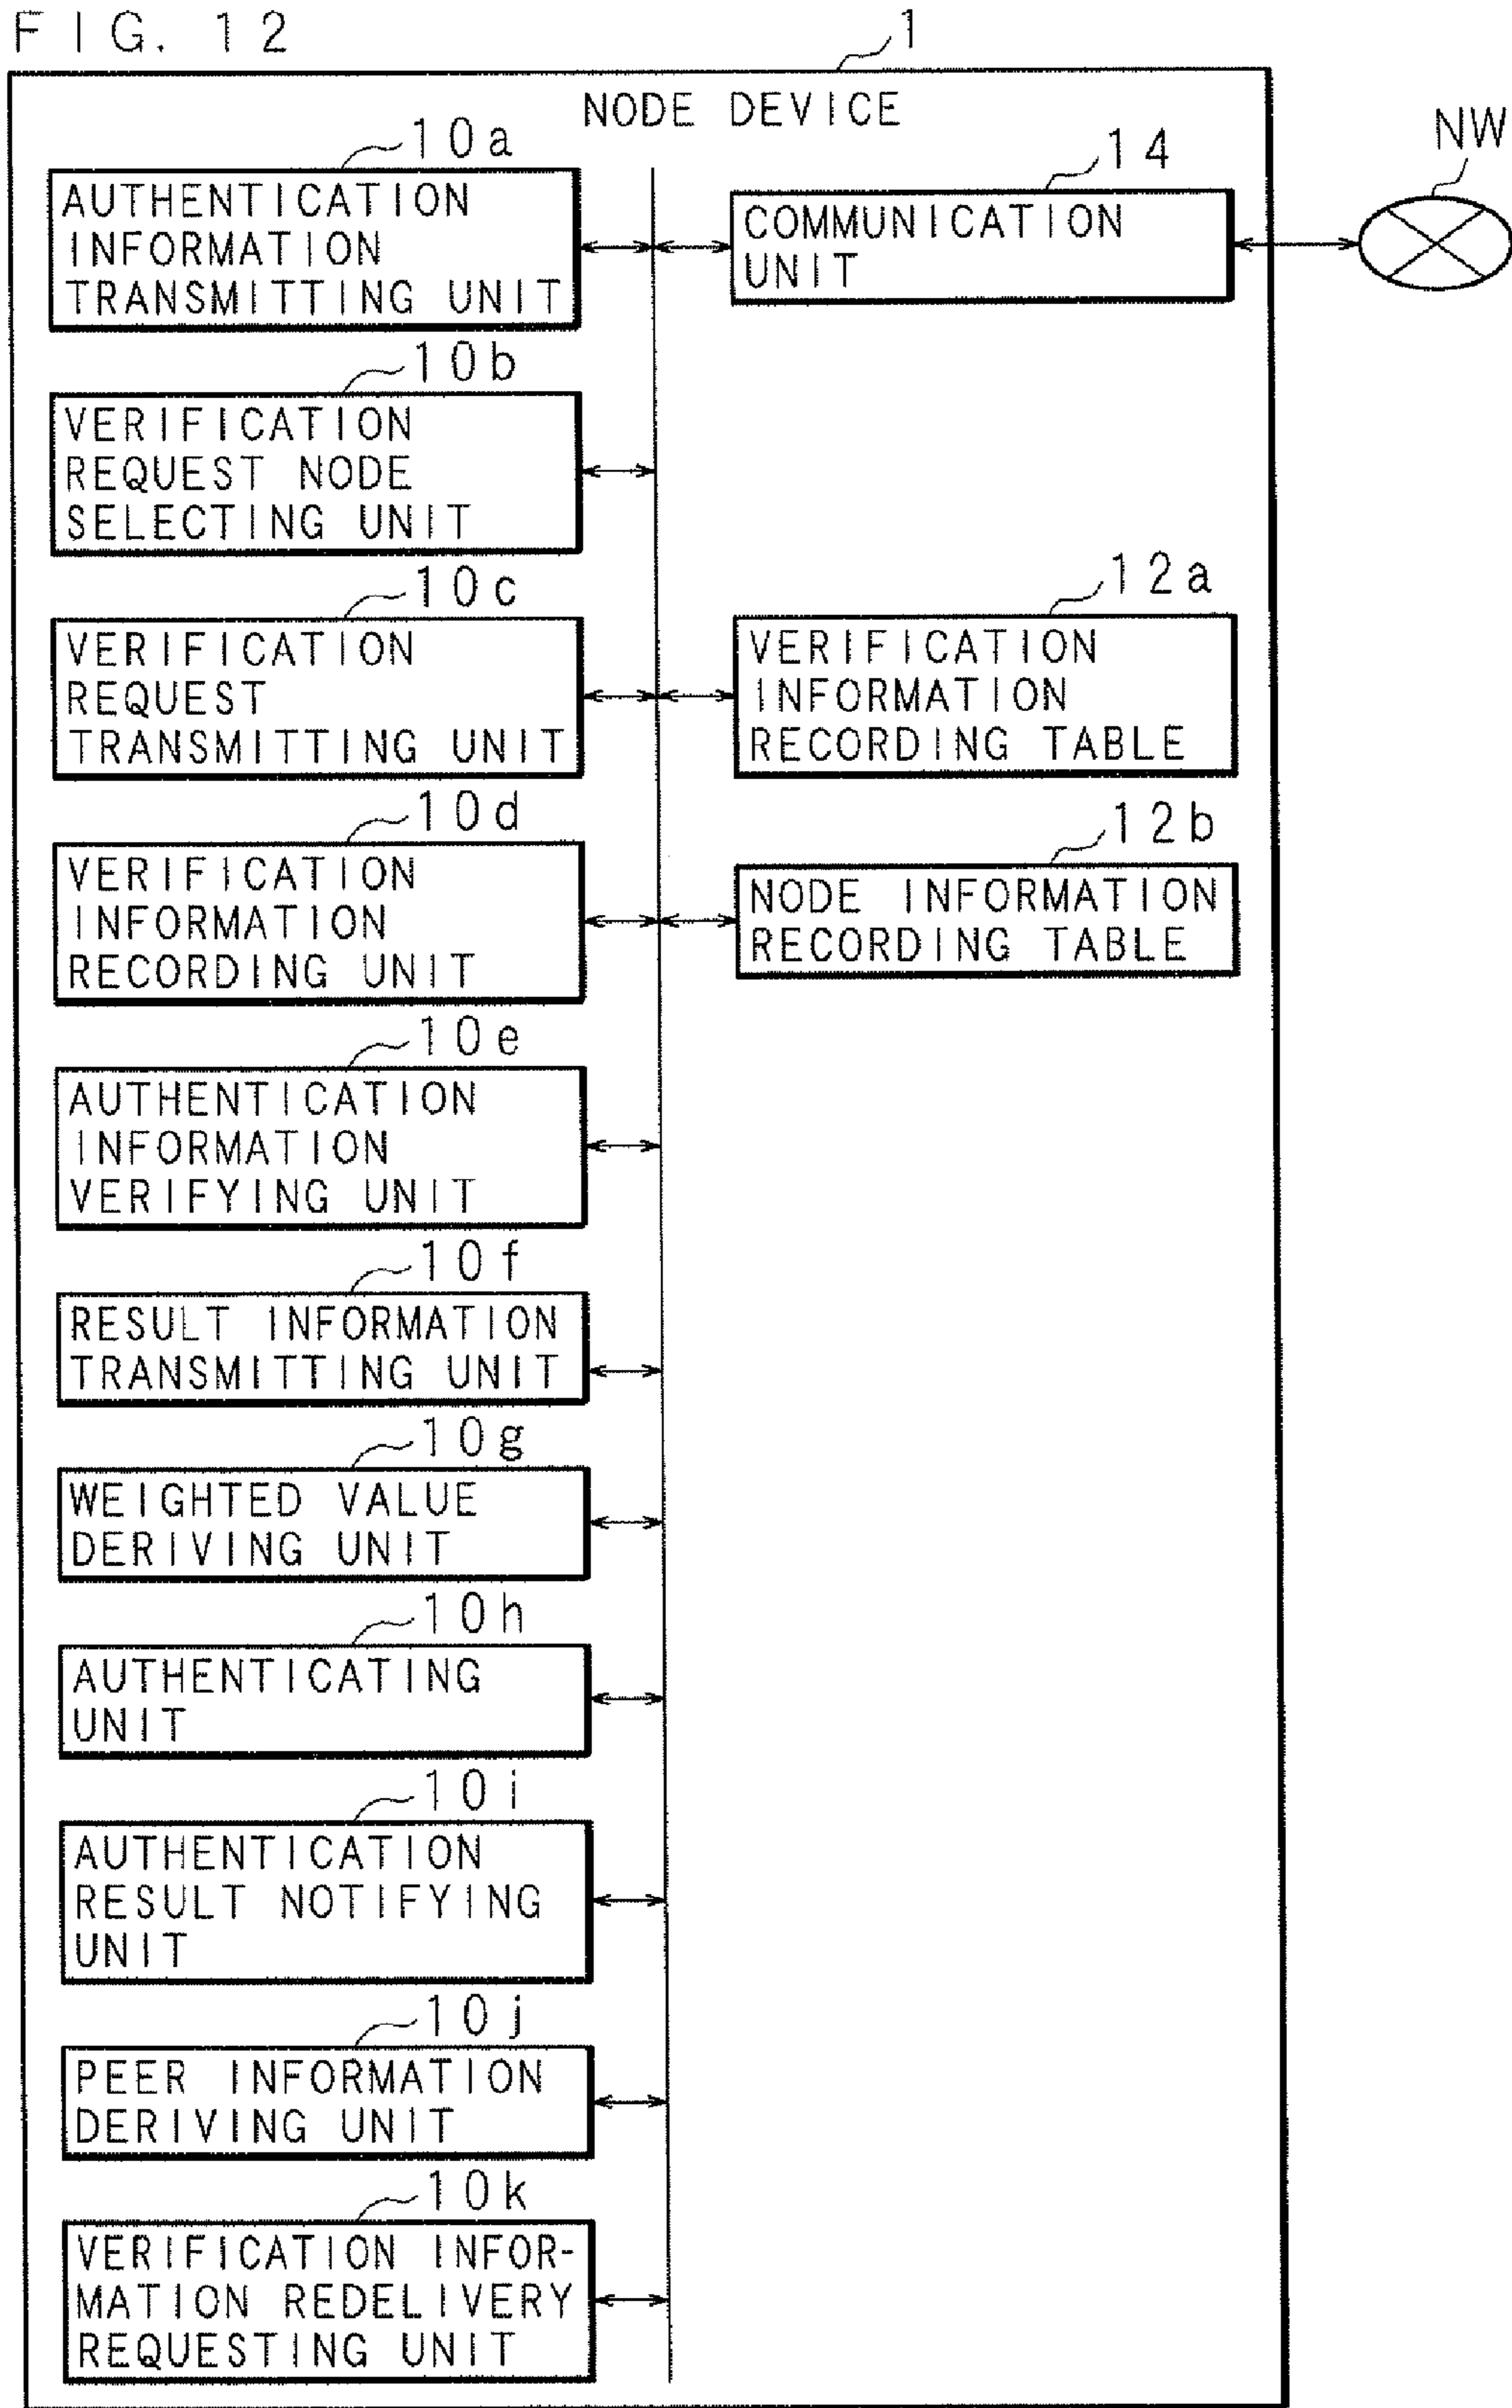 FIG. 12
1
NODE DEVICE
NW
10a
AUTHENTICATION
INFORMATION
TRANSMITTING UNIT
14
COMMUNICATION
UNIT
10b
VERIFICATION
REQUEST NODE
SELECTING UNIT
10c
VERIFICATION
REQUEST
TRANSMITTING UNIT
12a
VERIFICATION
INFORMATION
RECORDING TABLE
10d
VERIFICATION
INFORMATION
RECORDING UNIT
12b
NODE INFORMATION
RECORDING TABLE
10e
AUTHENTICATION
INFORMATION
VERIFYING UNIT
10f
RESULT INFORMATION
TRANSMITTING UNIT
10g
WEIGHTED VALUE
DERIVING UNIT
10h
AUTHENTICATING
UNIT
10i
AUTHENTICATION
RESULT NOTIFYING
UNIT
10j
PEER INFORMATION
DERIVING UNIT
10k
VERIFICATION INFOR-
MATION REDELIVERY
REQUESTING UNIT